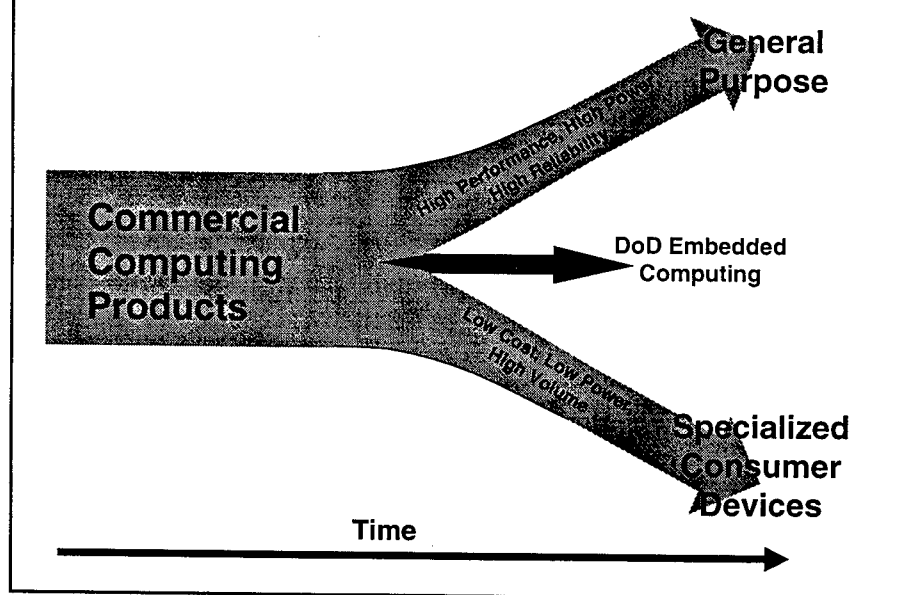 General
Purpose
High Performance, High Power,
High Reliability
Commercial
Computing
Products
DoD Embedded
Computing
Low Cost, Low Power,
High Volume
Specialized
Consumer
Devices
Time